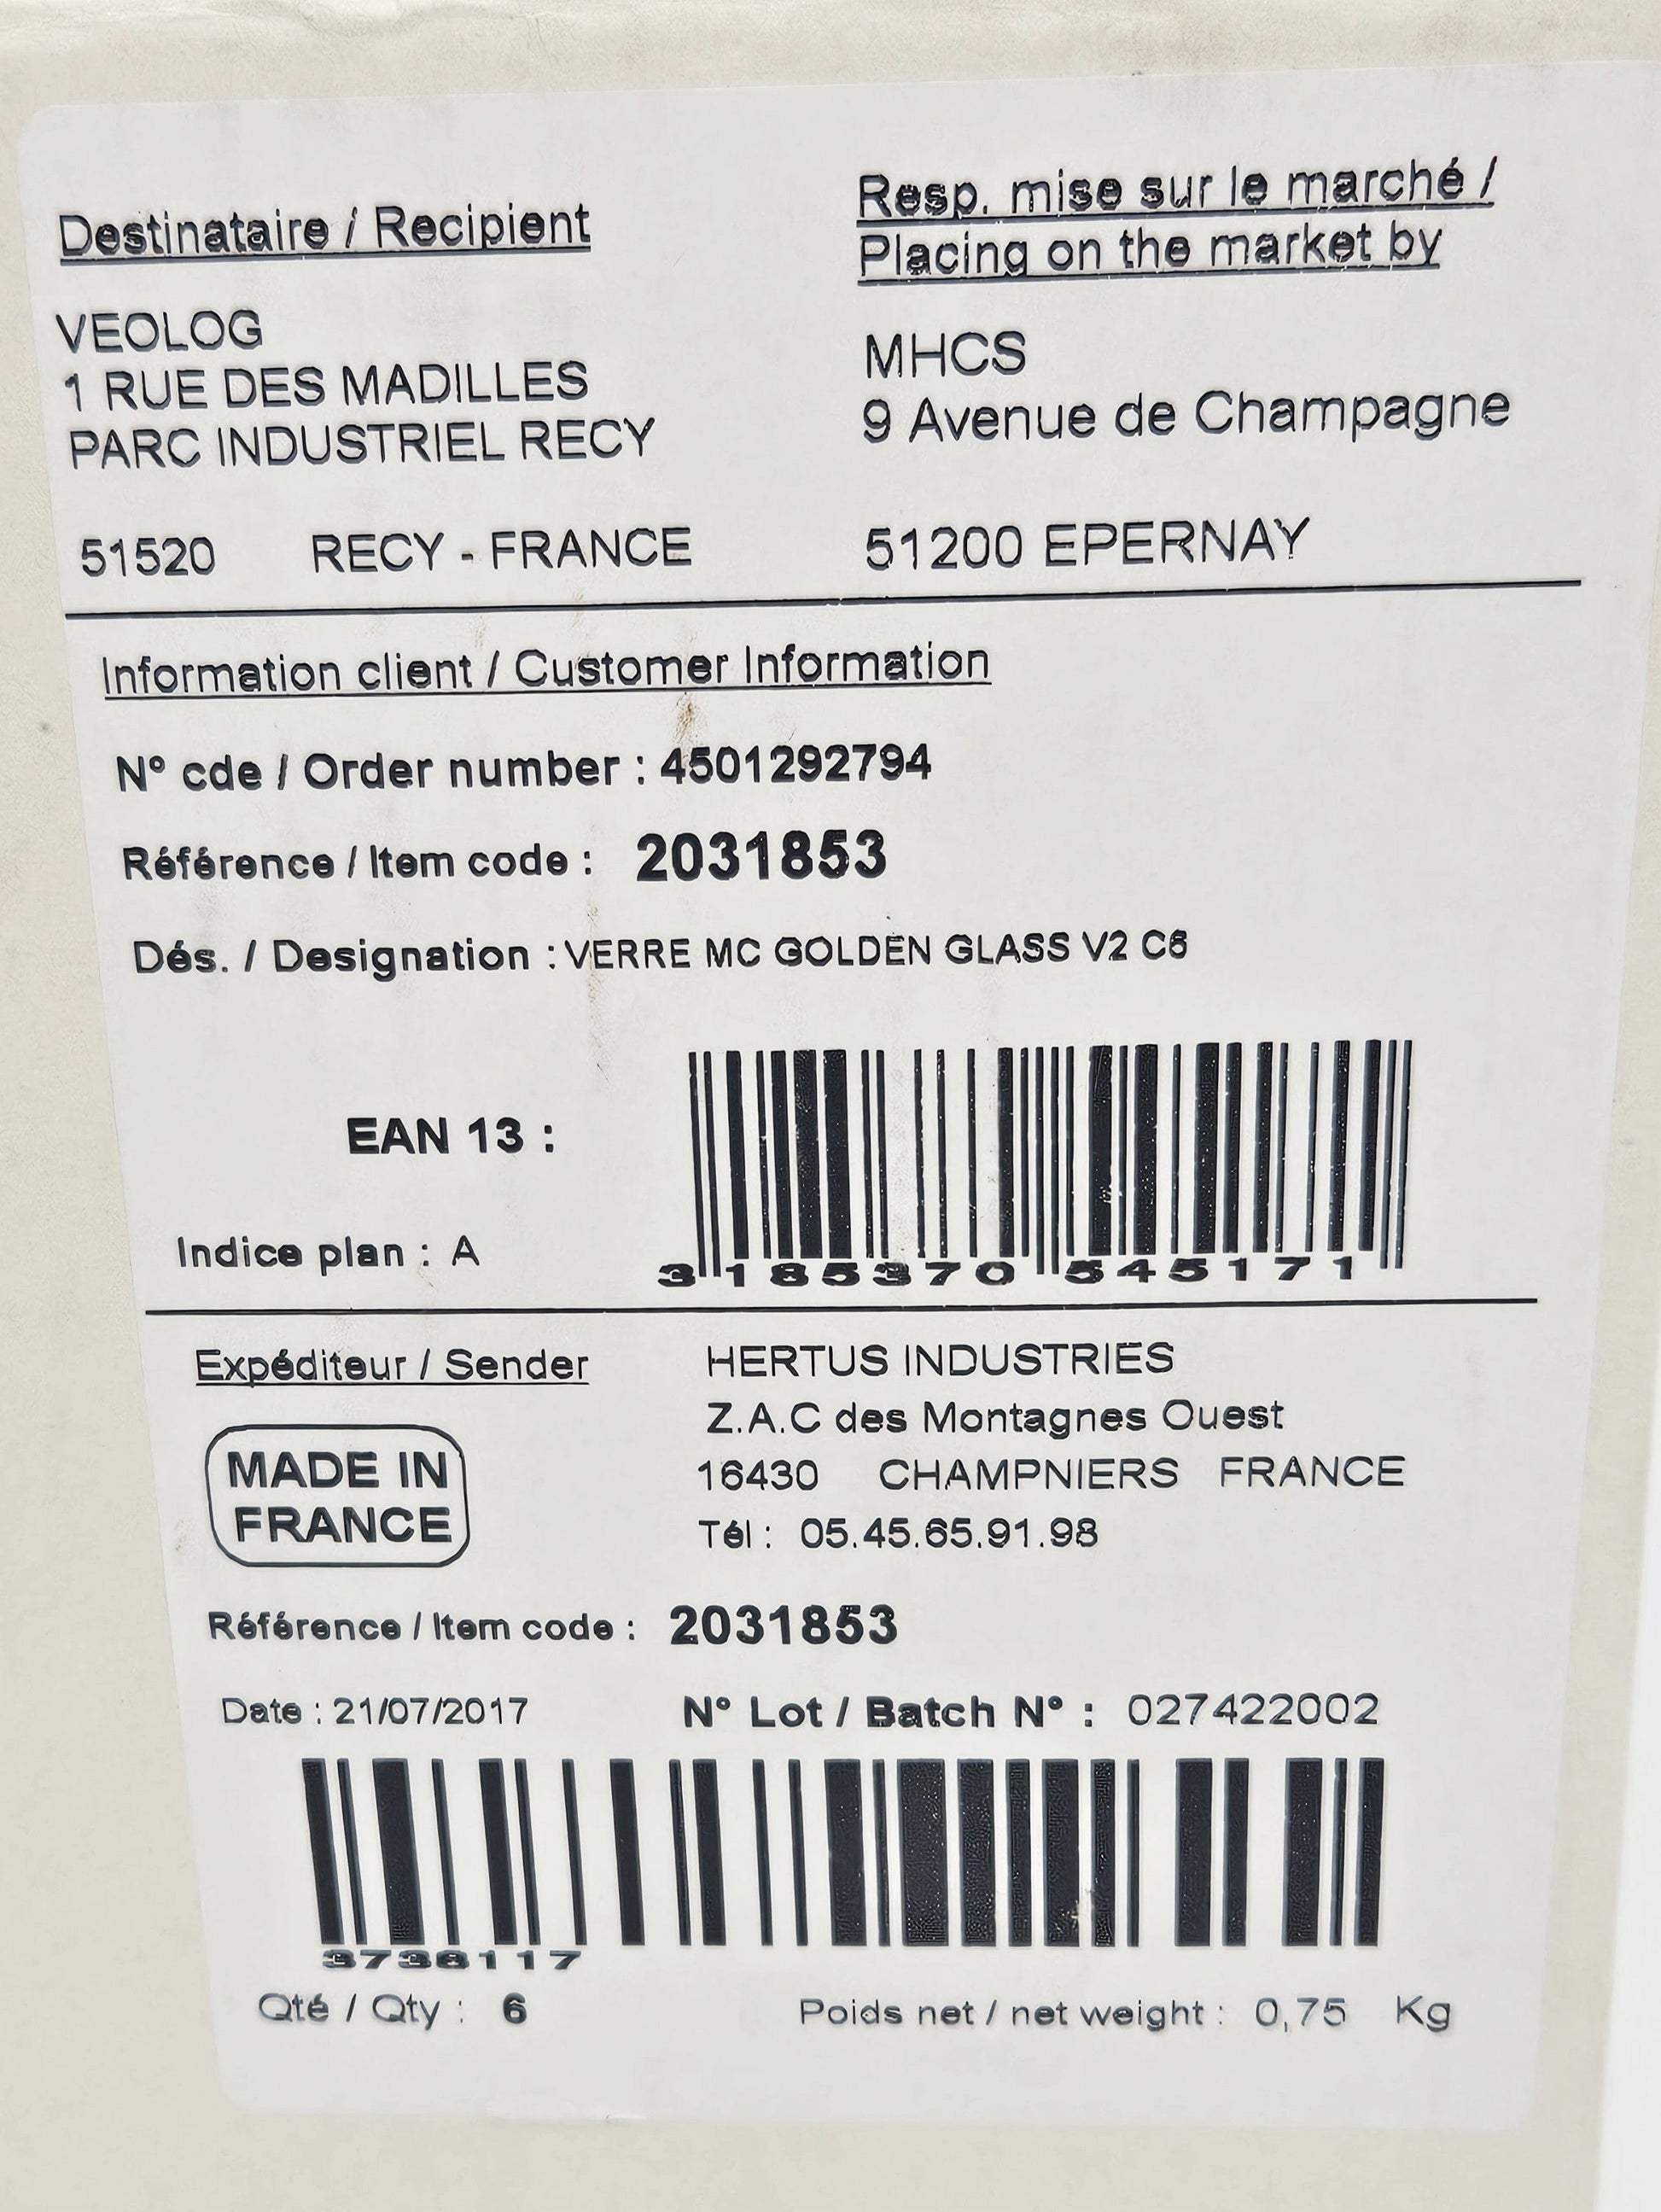 Destinataire / Recipient
VEOLOG
1 RUE DES MADILLES
PARC INDUSTRIEL RECY
51520 RECY - FRANCE
Resp. mise sur le marché /
Placing on the market by
MHCS
9 Avenue de Champagne
51200 EPERNAY
Information client / Customer Information
N° cde / Order number : 4501292794
Référence / Item code : 2031853
Dés. / Designation : VERRE MC GOLDEN GLASS V2 C6
EAN 13 :
3 185370 545171
Indice plan : A
Expéditeur / Sender
MADE IN
FRANCE
HERTUS INDUSTRIES
Z.A.C des Montagnes Ouest
16430 CHAMPNIERS FRANCE
Tél : 05.45.65.91.98
Référence / Item code : 2031853
Date : 21/07/2017 N° Lot / Batch N° : 027422002
3738117
Qté / Qty : 6 Poids net / net weight : 0,75 Kg